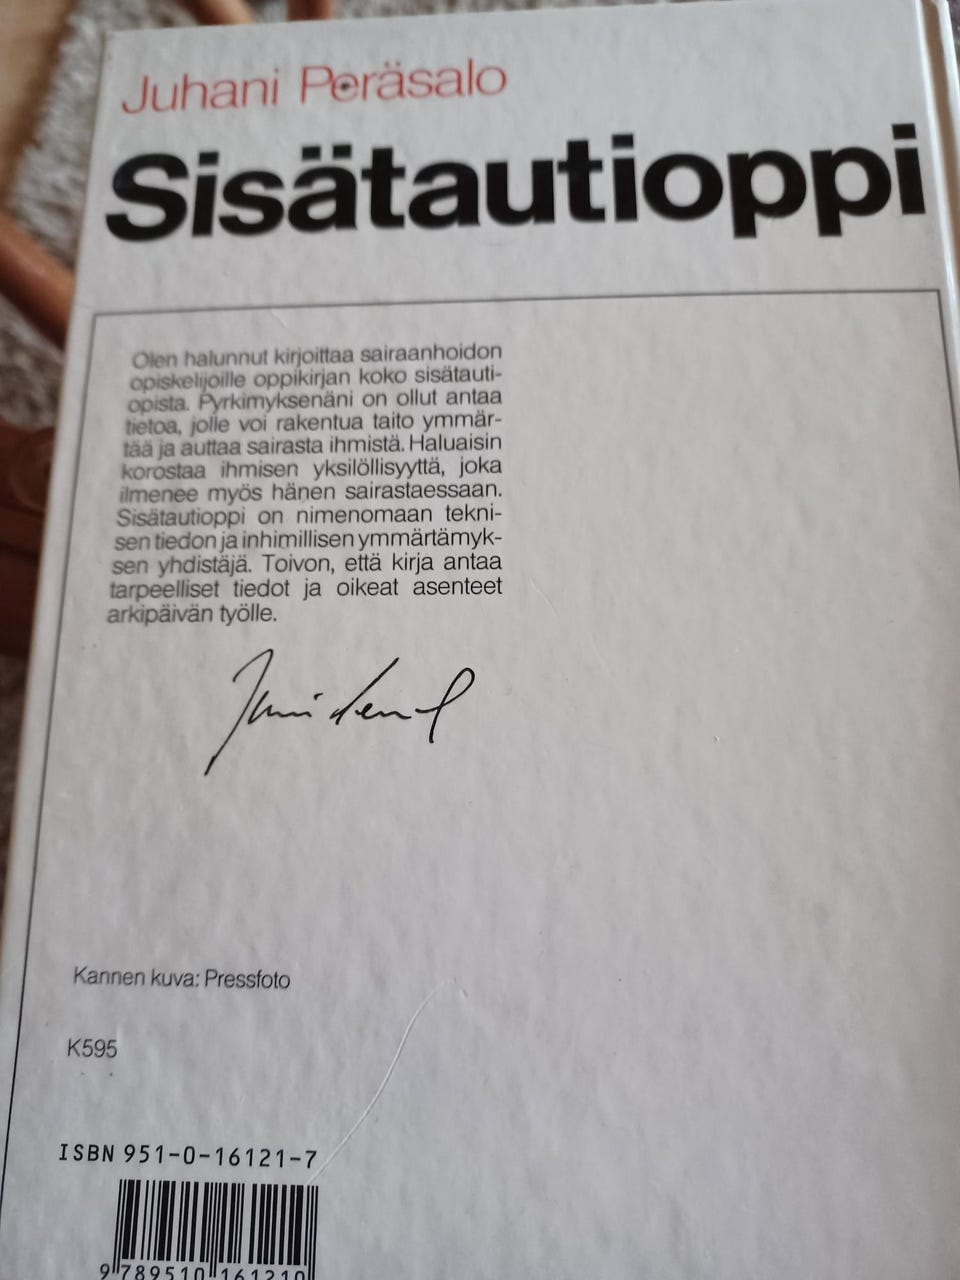 Juhani Peräsalo
Sisätautioppi
Olen halunnut kirjoittaa sairaanhoidon
opiskelijoille oppikirjan koko sisätauti-
opista. Pyrkimyksenäni on ollut antaa
tietoa, jolle voi rakentua taito ymmär-
tää ja auttaa sairasta ihmistä. Haluaisin
korostaa ihmisen yksilöllisyyttä, joka
ilmenee myös hänen sairastaessaan.
Sisätautioppi on nimenomaan tekni-
sen tiedon ja inhimillisen ymmärtämyk-
sen yhdistäjä. Toivon, että kirja antaa
tarpeelliset tiedot ja oikeat asenteet
arkipäivän työlle.
Kannen kuva: Pressfoto
K595
ISBN 951-0-16121-7
9 789510 161210